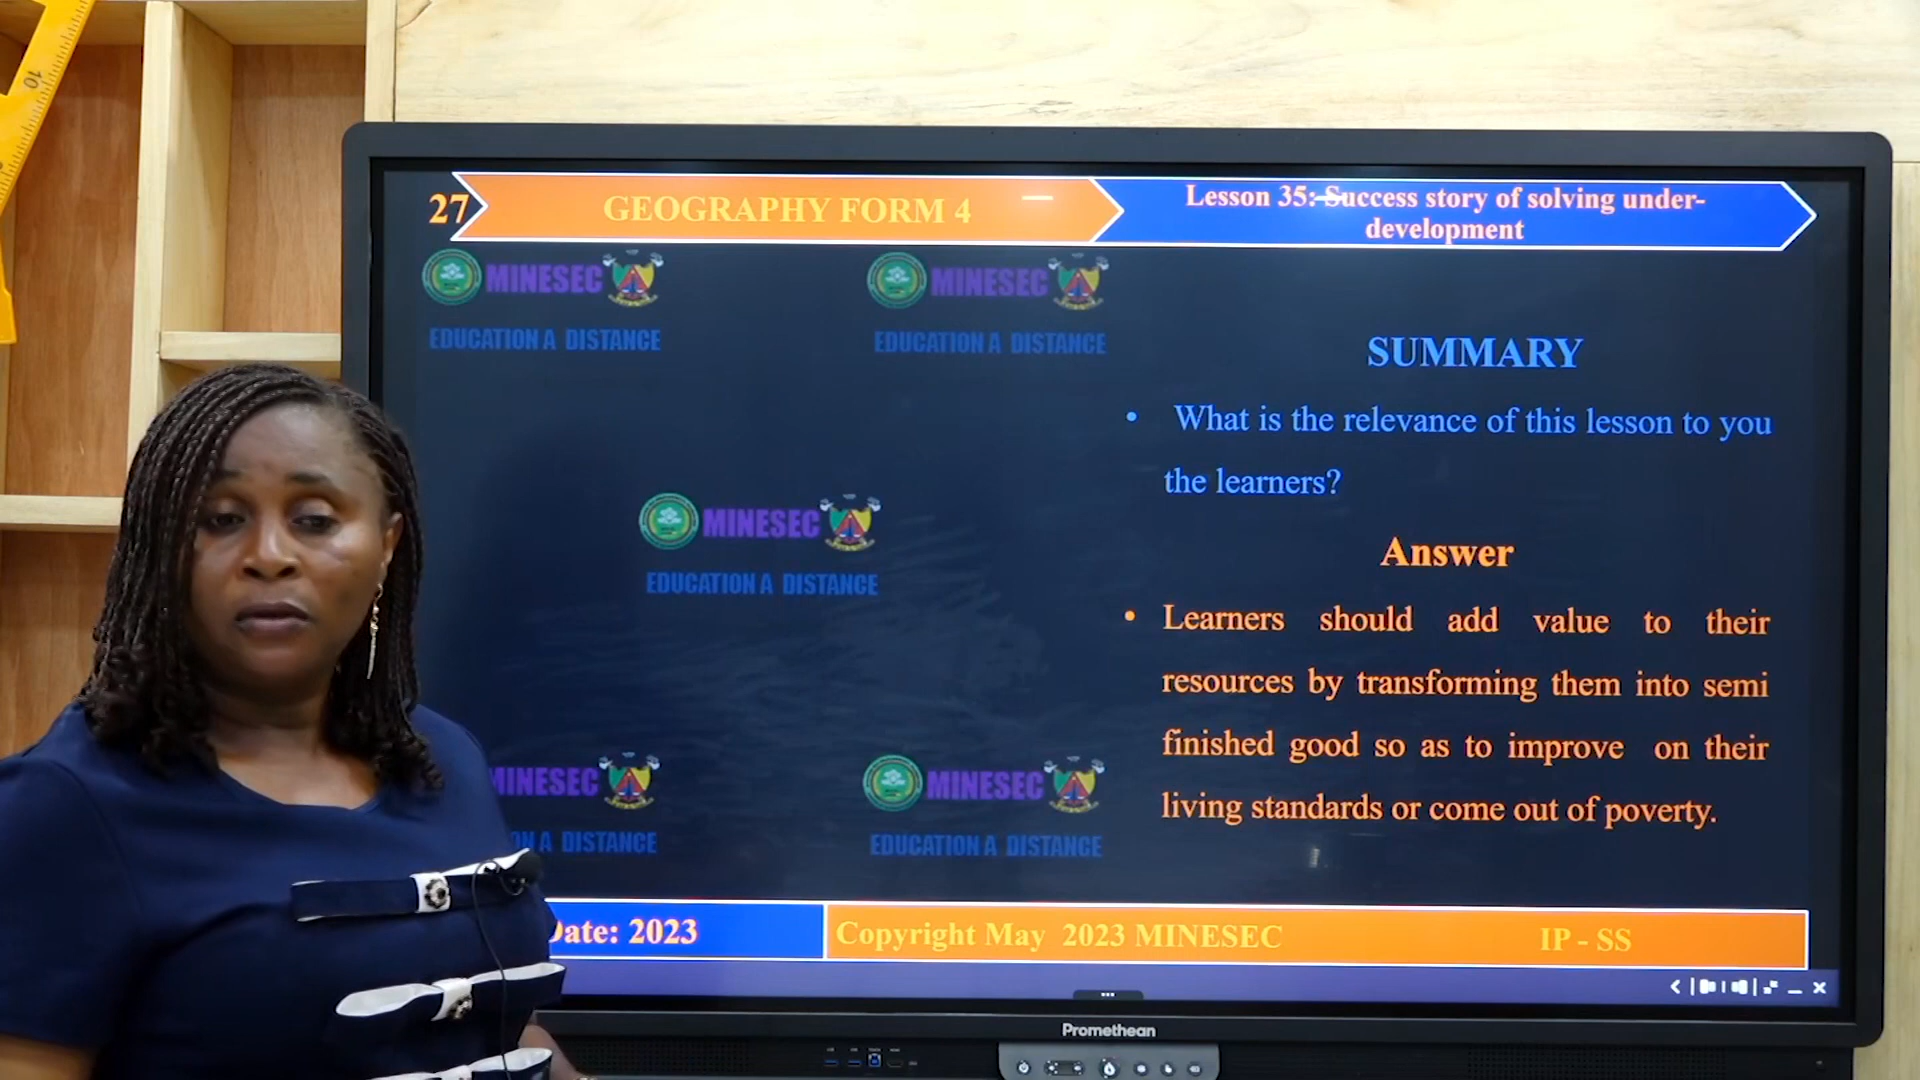 27
GEOGRAPHY FORM 4
Lesson 35: Success story of solving under-
development
MINESEC
EDUCATION A DISTANCE
MINESEC
EDUCATION A DISTANCE
SUMMARY
• What is the relevance of this lesson to you
the learners?
MINESEC
EDUCATION A DISTANCE
Answer
• Learners should add value to their
resources by transforming them into semi
finished good so as to improve on their
living standards or come out of poverty.
MINESEC
A DISTANCE
MINESEC
EDUCATION A DISTANCE
Date: 2023
Copyright May 2023 MINESEC
IP - SS
Promethean
10